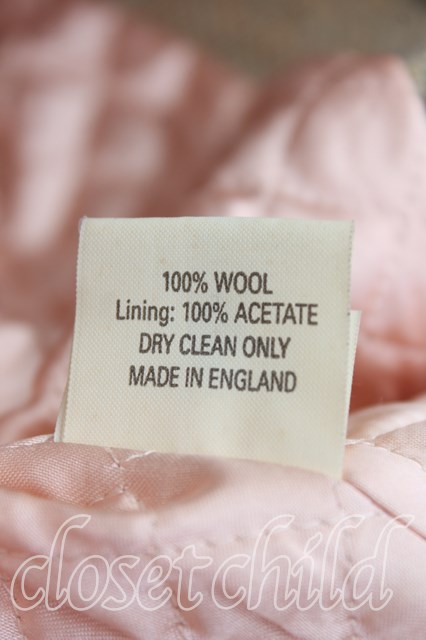 100% WOOL
Lining: 100% ACETATE
DRY CLEAN ONLY
MADE IN ENGLAND
closet child